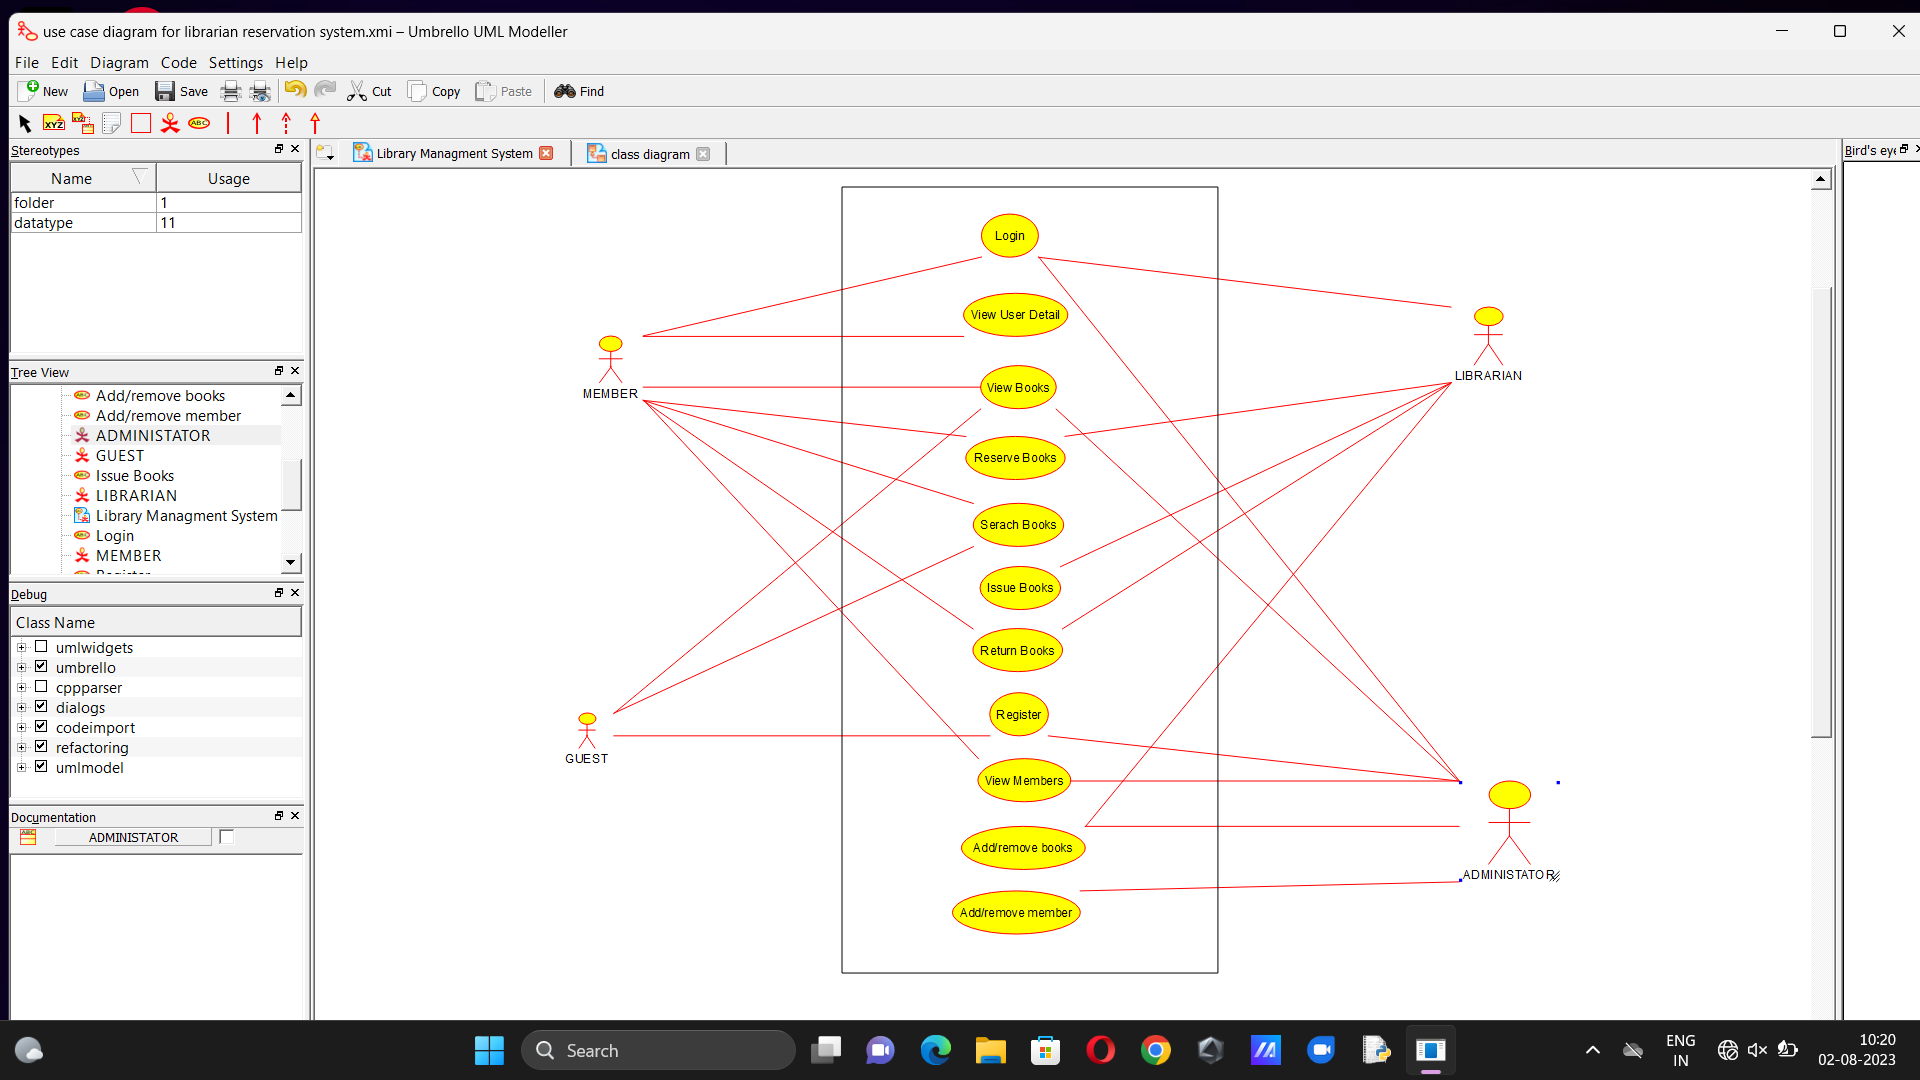 use case diagram for librarian reservation system.xmi – Umbrello UML Modeller
File Edit Diagram Code Settings Help
New Open Save Cut Copy Paste Find
XYZ XYZ ABC
Stereotypes
Name Usage
folder 1
datatype 11
Tree View
Add/remove books
Add/remove member
ADMINISTATOR
GUEST
Issue Books
LIBRARIAN
Library Managment System
Login
MEMBER
Register
Debug
Class Name
umlwidgets
umbrello
cppparser
dialogs
codeimport
refactoring
umlmodel
Documentation
ADMINISTATOR
Library Managment System class diagram
Bird's eye
Login
View User Detail
View Books
Reserve Books
Serach Books
Issue Books
Return Books
Register
View Members
Add/remove books
Add/remove member
MEMBER
GUEST
LIBRARIAN
ADMINISTATOR
Search
ENG
IN
10:20
02-08-2023